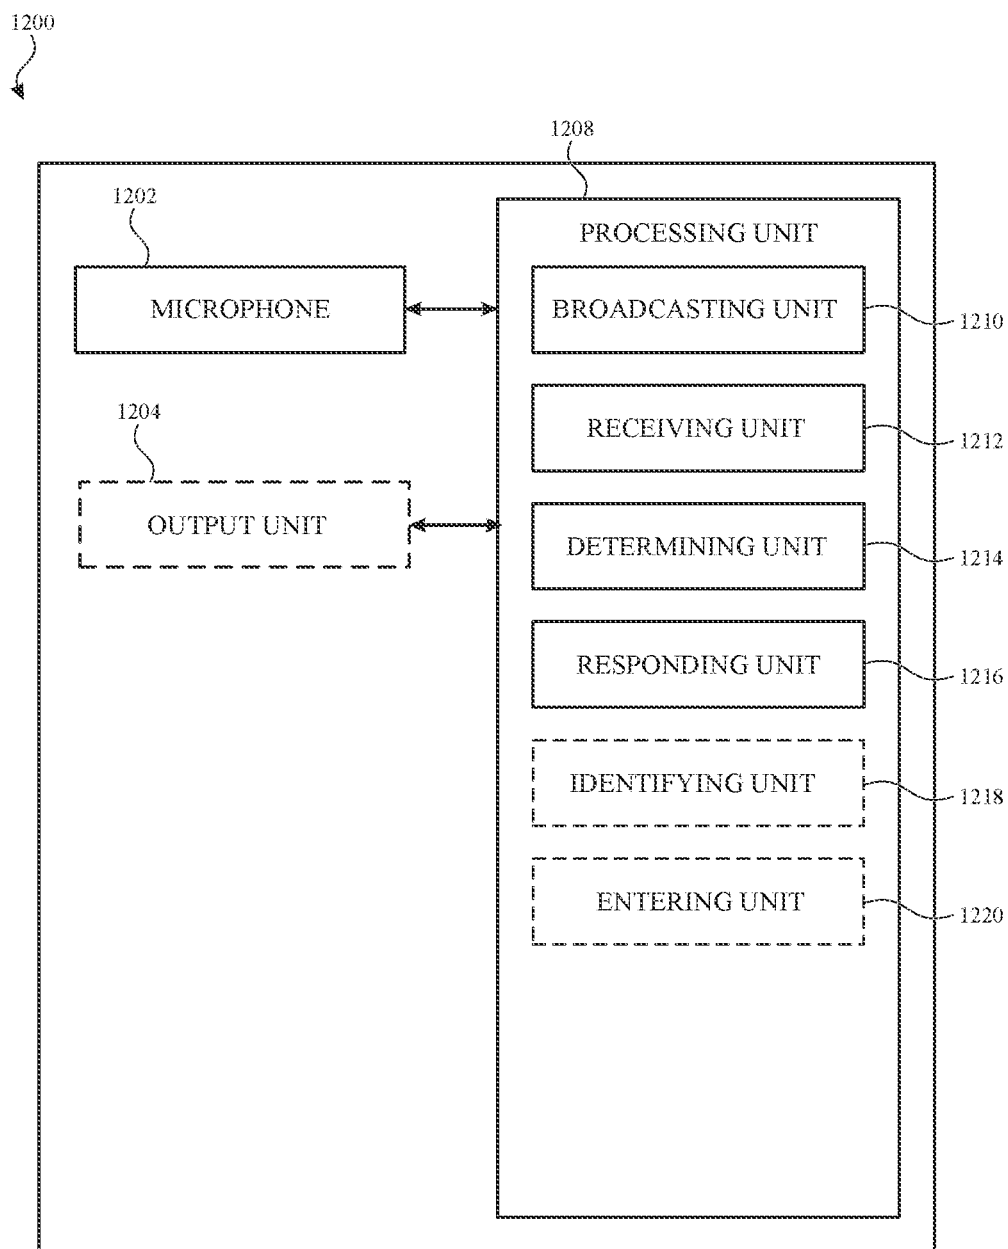 1200
1208
1202
PROCESSING UNIT
MICROPHONE
BROADCASTING UNIT
1210
1204
RECEIVING UNIT
1212
OUTPUT UNIT
DETERMINING UNIT
1214
RESPONDING UNIT
1216
IDENTIFYING UNIT
1218
ENTERING UNIT
1220